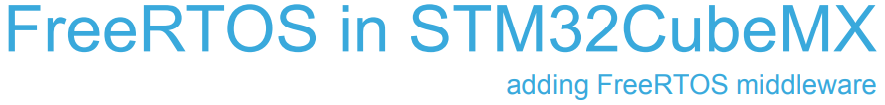 FreeRTOS in STM32CubeMX
adding FreeRTOS middleware